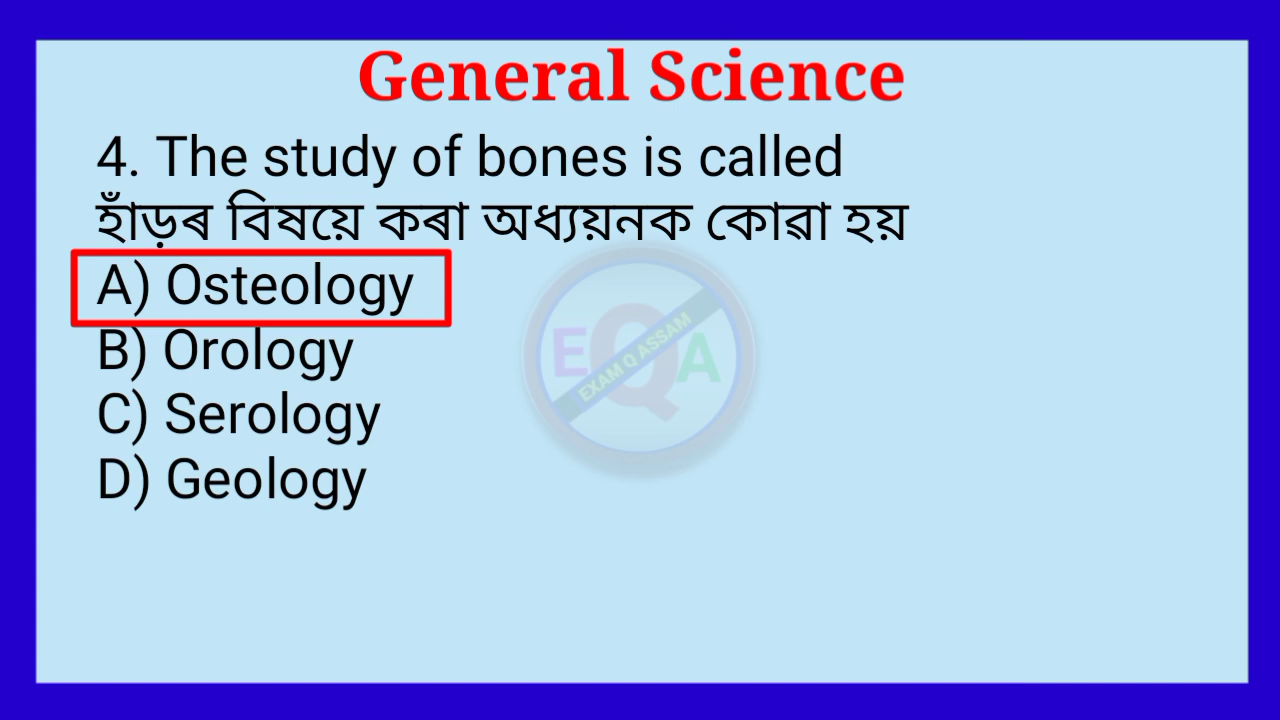 General Science
4. The study of bones is called
হাঁড়ৰ বিষয়ে কৰা অধ্যয়নক কোৱা হয়
A) Osteology
B) Orology
C) Serology
D) Geology
EQA
EXAM Q ASSAM